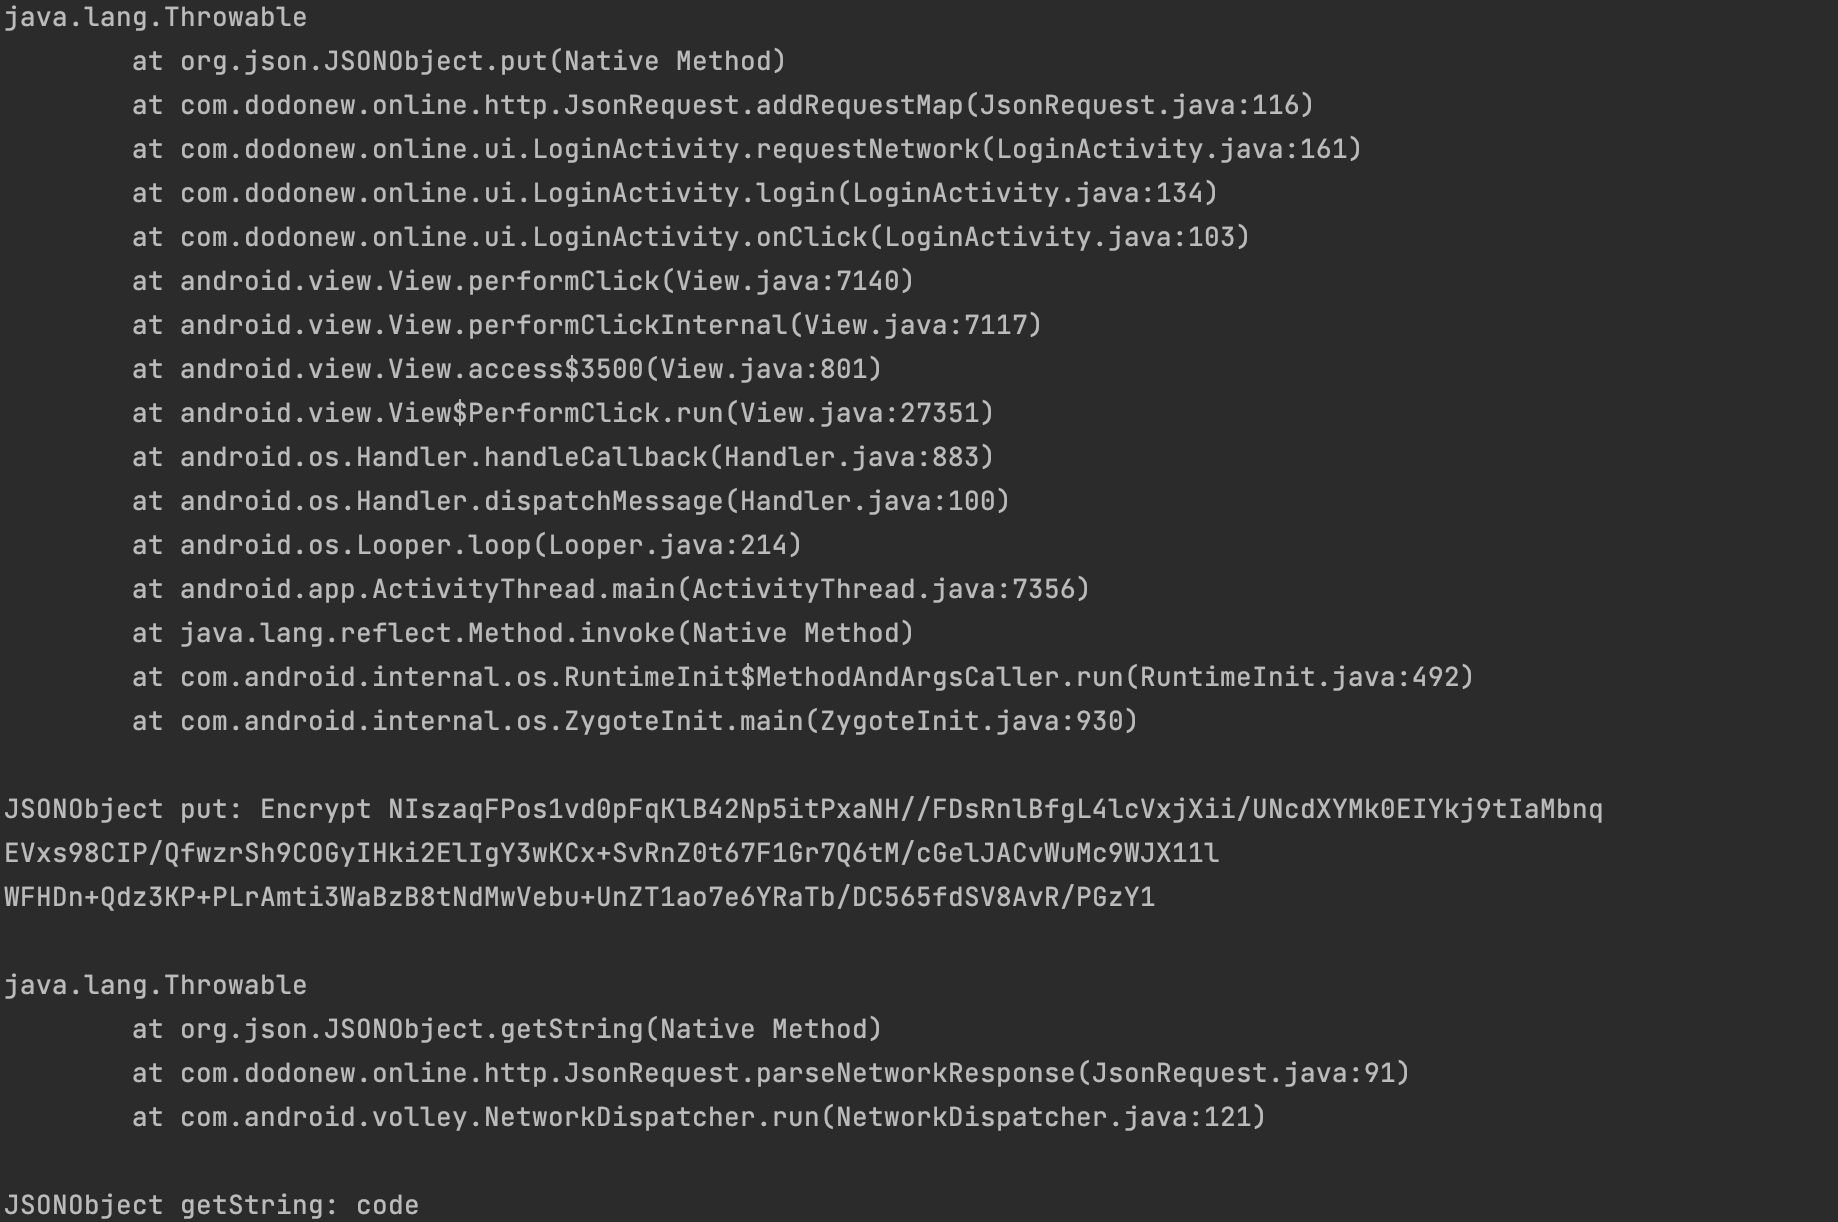 java.lang.Throwable
at org.json.JSONObject.put(Native Method)
at com.dodonew.online.http.JsonRequest.addRequestMap(JsonRequest.java:116)
at com.dodonew.online.ui.LoginActivity.requestNetwork(LoginActivity.java:161)
at com.dodonew.online.ui.LoginActivity.login(LoginActivity.java:134)
at com.dodonew.online.ui.LoginActivity.onClick(LoginActivity.java:103)
at android.view.View.performClick(View.java:7140)
at android.view.View.performClickInternal(View.java:7117)
at android.view.View.access$3500(View.java:801)
at android.view.View$PerformClick.run(View.java:27351)
at android.os.Handler.handleCallback(Handler.java:883)
at android.os.Handler.dispatchMessage(Handler.java:100)
at android.os.Looper.loop(Looper.java:214)
at android.app.ActivityThread.main(ActivityThread.java:7356)
at java.lang.reflect.Method.invoke(Native Method)
at com.android.internal.os.RuntimeInit$MethodAndArgsCaller.run(RuntimeInit.java:492)
at com.android.internal.os.ZygoteInit.main(ZygoteInit.java:930)
JSONObject put: Encrypt NIszaqFPos1vd0pFqKlB42Np5itPxaNH//FDsRnlBfgL4lcVxjXii/UNcdXYMk0EIYkj9tIaMbnq
EVxs98CIP/QfwzrSh9COGyIHki2ElIgY3wKCx+SvRnZ0t67F1Gr7Q6tM/cGelJACvWuMc9WJX11l
WFHDn+Qdz3KP+PLrAmti3WaBzB8tNdMwVebu+UnZT1ao7e6YRaTb/DC565fdSV8AvR/PGzY1
java.lang.Throwable
at org.json.JSONObject.getString(Native Method)
at com.dodonew.online.http.JsonRequest.parseNetworkResponse(JsonRequest.java:91)
at com.android.volley.NetworkDispatcher.run(NetworkDispatcher.java:121)
JSONObject getString: code